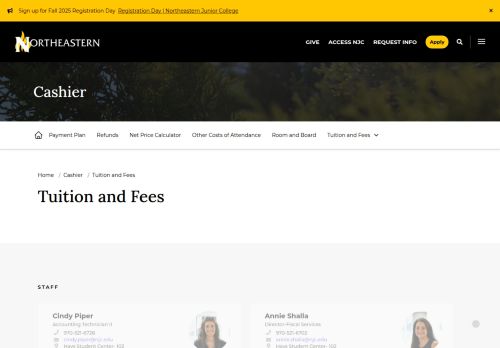 Sign up for Fall 2025 Registration Day Registration Day | Northeastern Junior College ×
NORTHEASTERN GIVE ACCESS NJC REQUEST INFO Apply
Cashier
Payment Plan Refunds Net Price Calculator Other Costs of Attendance Room and Board Tuition and Fees
Home / Cashier / Tuition and Fees
Tuition and Fees
STAFF
Cindy Piper Annie Shalla
Accounting Technician II Director-Fiscal Services
970-521-6728 970-521-6702
cindy.piper@njc.edu annie.shalla@njc.edu
Hays Student Center- 102 Hays Student Center- 102